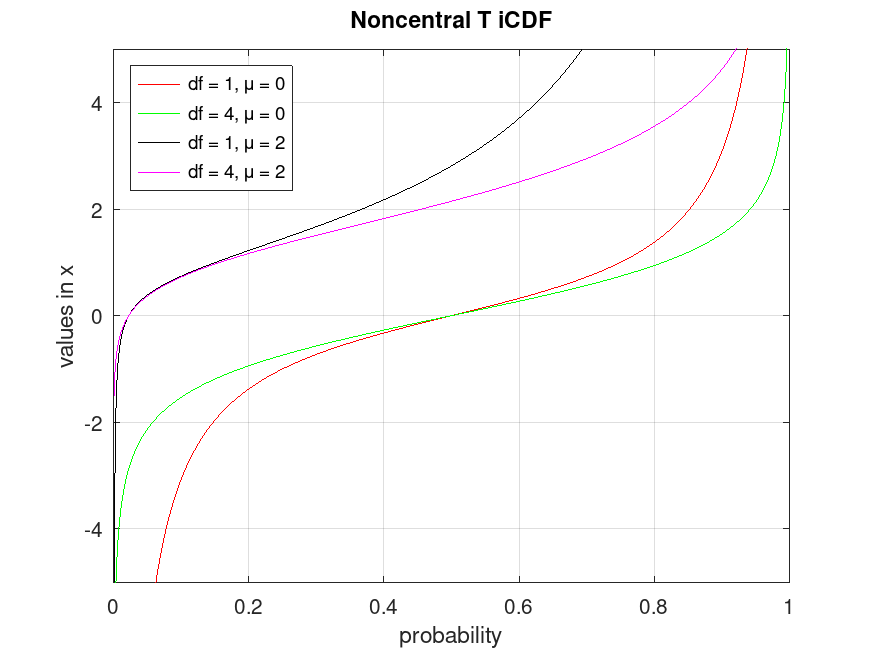 Noncentral T iCDF
df = 1, μ = 0
df = 4, μ = 0
df = 1, μ = 2
df = 4, μ = 2
4
2
0
-2
-4
values in x
0 0.2 0.4 0.6 0.8 1
probability